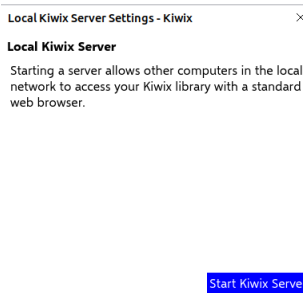 Local Kiwix Server Settings - Kiwix
Local Kiwix Server
Starting a server allows other computers in the local
network to access your Kiwix library with a standard
web browser.
Start Kiwix Serve